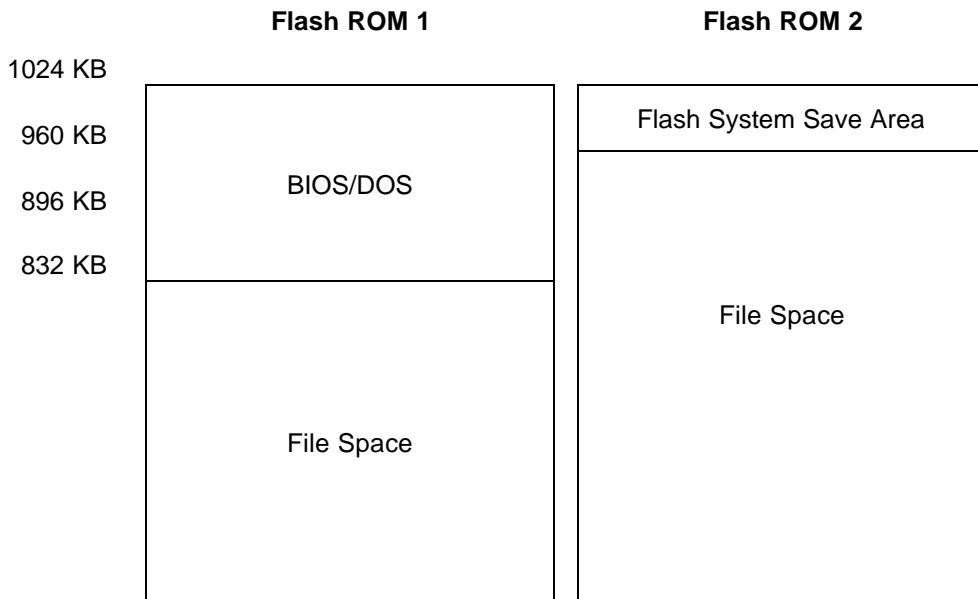 Flash ROM 1
Flash ROM 2
1024 KB
960 KB
896 KB
832 KB
BIOS/DOS
File Space
Flash System Save Area
File Space